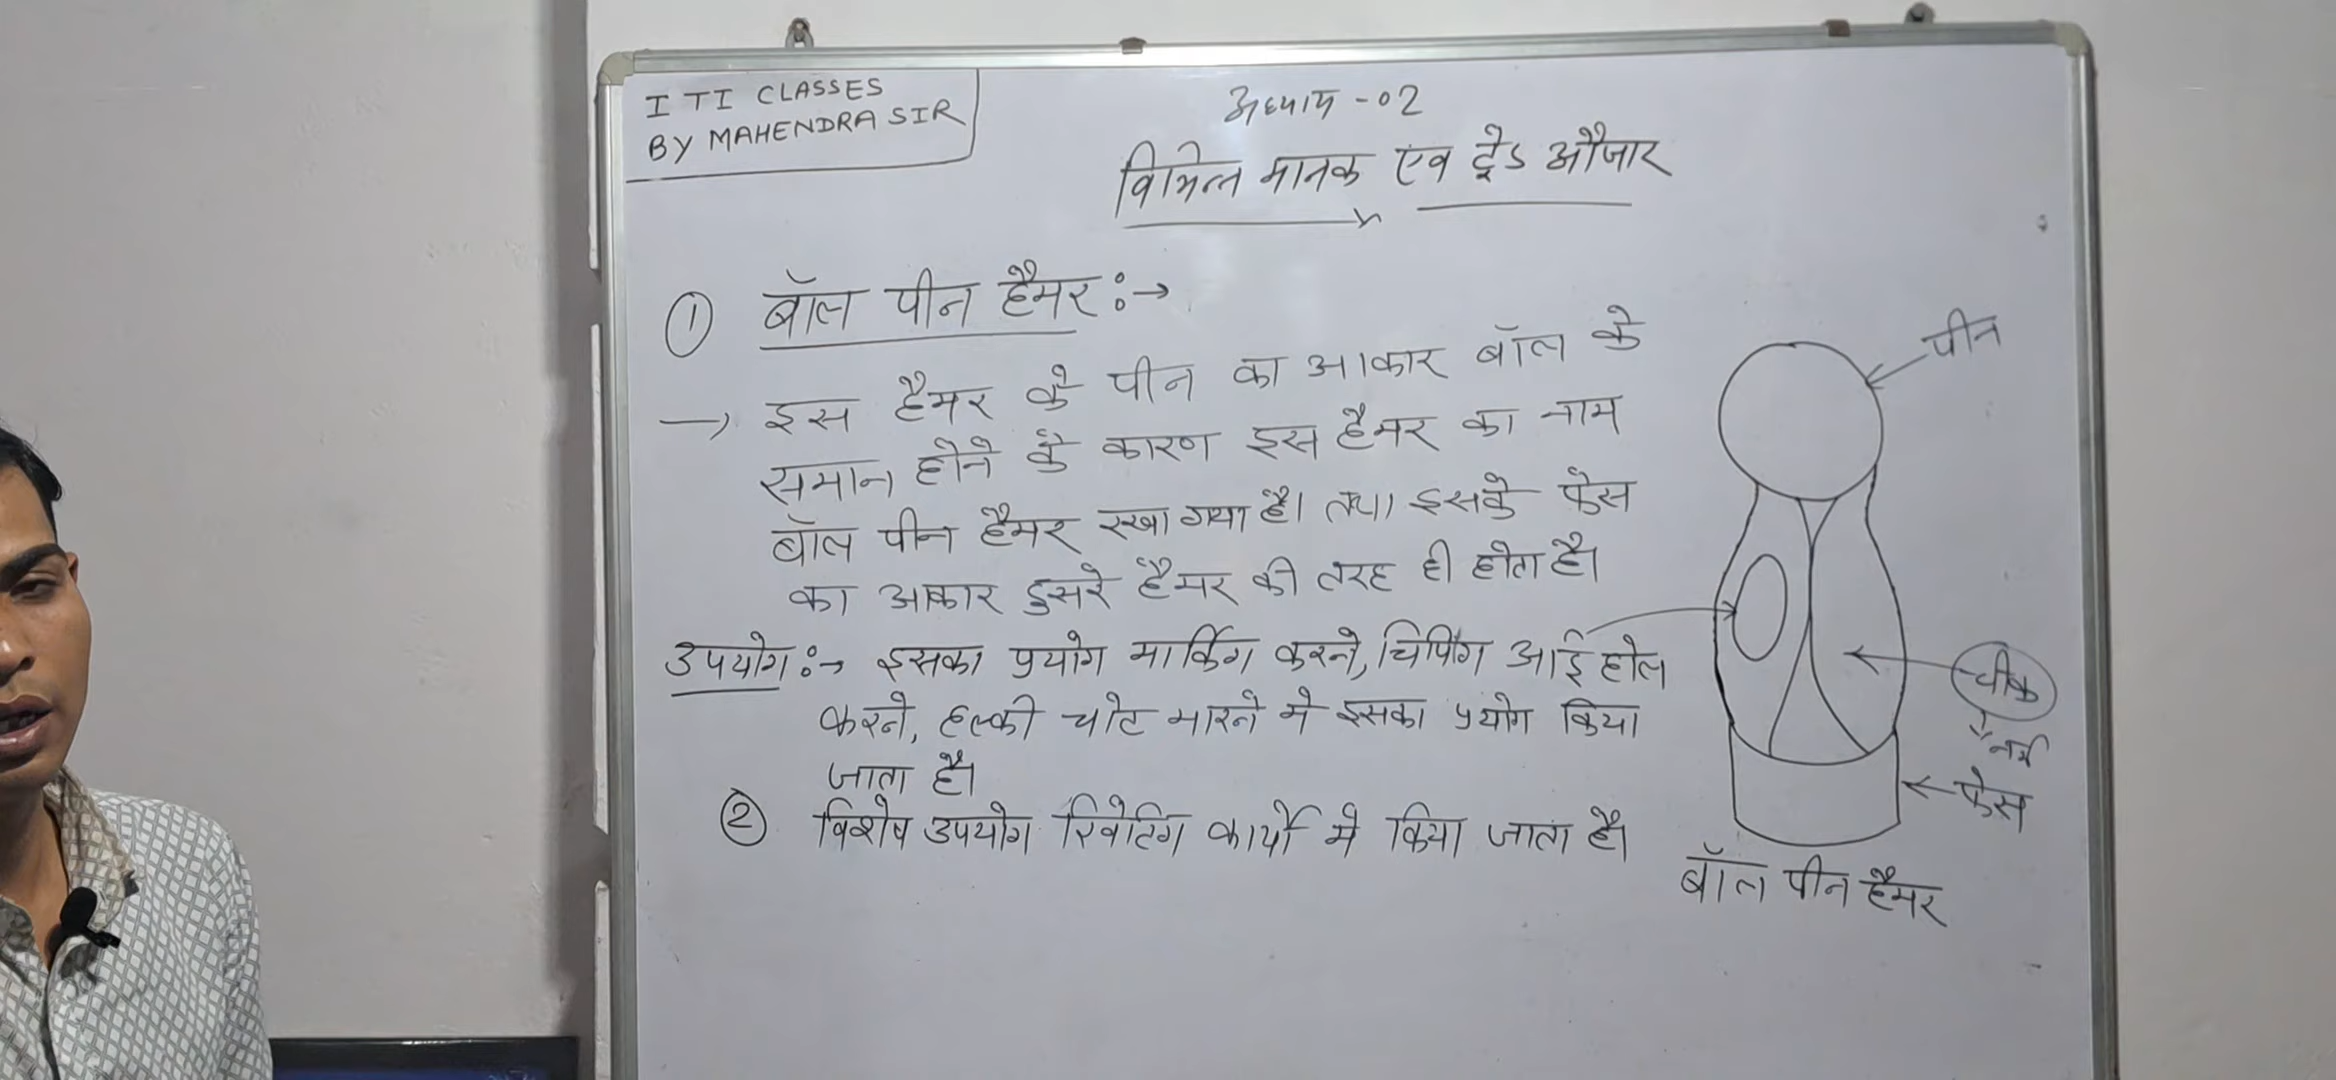 ITI CLASSES
BY MAHENDRA SIR
अध्याय -02
विभिन्न मानक एंव ट्रेड औजार
① बॉल पीन हैमर :→
→ इस हैमर के पीन का आकार बॉल के
समान होने के कारण इस हैमर का नाम
बॉल पीन हैमर रखा गया है। तथा इसके फेस
का आकार दुसरे हैमर की तरह ही होता है।
उपयोग :→ इसका प्रयोग मार्किंग करने, चिपिंग आई होल
करने, हल्की चोट मारने मे इसका प्रयोग किया
जाता है।
② विशेष उपयोग रिवेटिंग कार्यो मे किया जाता है।
पीन
चीक
नर्म
फेस
बॉल पीन हैमर